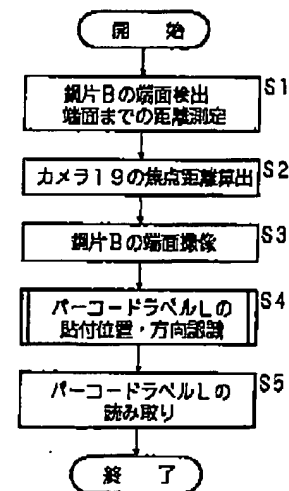 開 始
鋼片Bの端面検出
端面までの距離測定
S1
カメラ19の焦点距離算出
S2
鋼片Bの端面撮像
S3
バーコードラベルLの
貼付位置・方向認識
S4
バーコードラベルLの
読み取り
S5
終 了